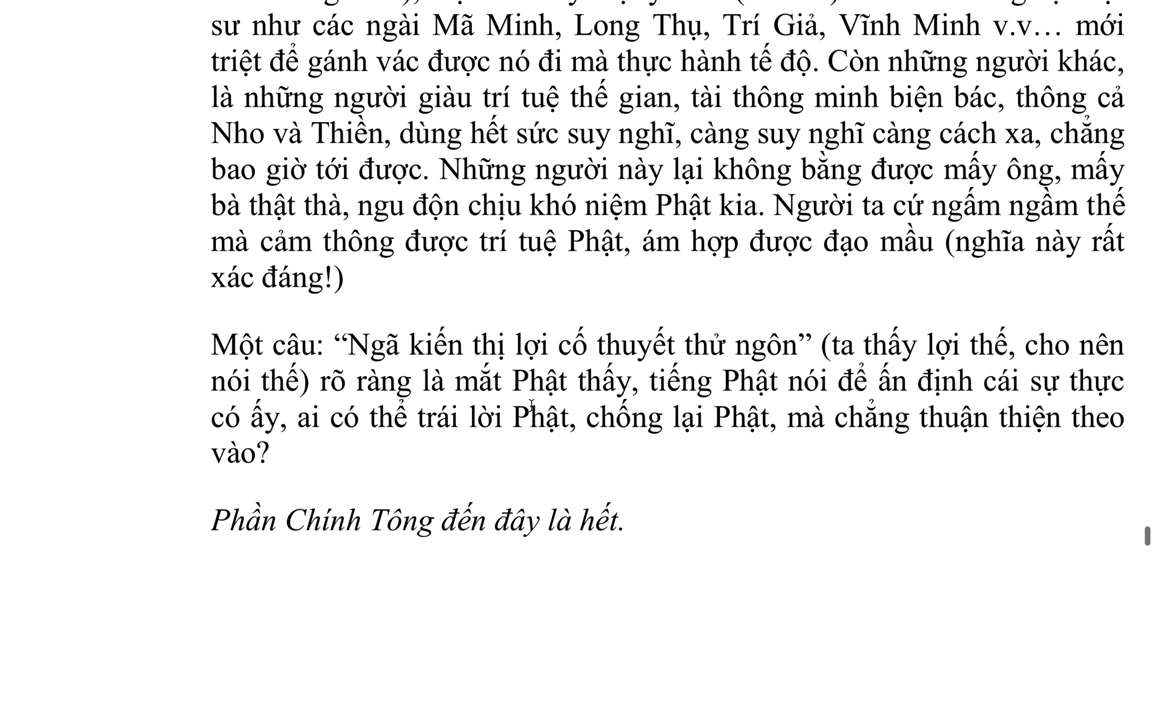 sư như các ngài Mã Minh, Long Thụ, Trí Giả, Vĩnh Minh v.v… mới
triệt để gánh vác được nó đi mà thực hành tế độ. Còn những người khác,
là những người giàu trí tuệ thế gian, tài thông minh biện bác, thông cả
Nho và Thiền, dùng hết sức suy nghĩ, càng suy nghĩ càng cách xa, chẳng
bao giờ tới được. Những người này lại không bằng được mấy ông, mấy
bà thật thà, ngu độn chịu khó niệm Phật kia. Người ta cứ ngấm ngầm thế
mà cảm thông được trí tuệ Phật, ám hợp được đạo mầu (nghĩa này rất
xác đáng!)
Một câu: “Ngã kiến thị lợi cố thuyết thử ngôn” (ta thấy lợi thế, cho nên
nói thế) rõ ràng là mắt Phật thấy, tiếng Phật nói để ấn định cái sự thực
có ấy, ai có thể trái lời Phật, chống lại Phật, mà chẳng thuận thiện theo
vào?
Phần Chính Tông đến đây là hết.